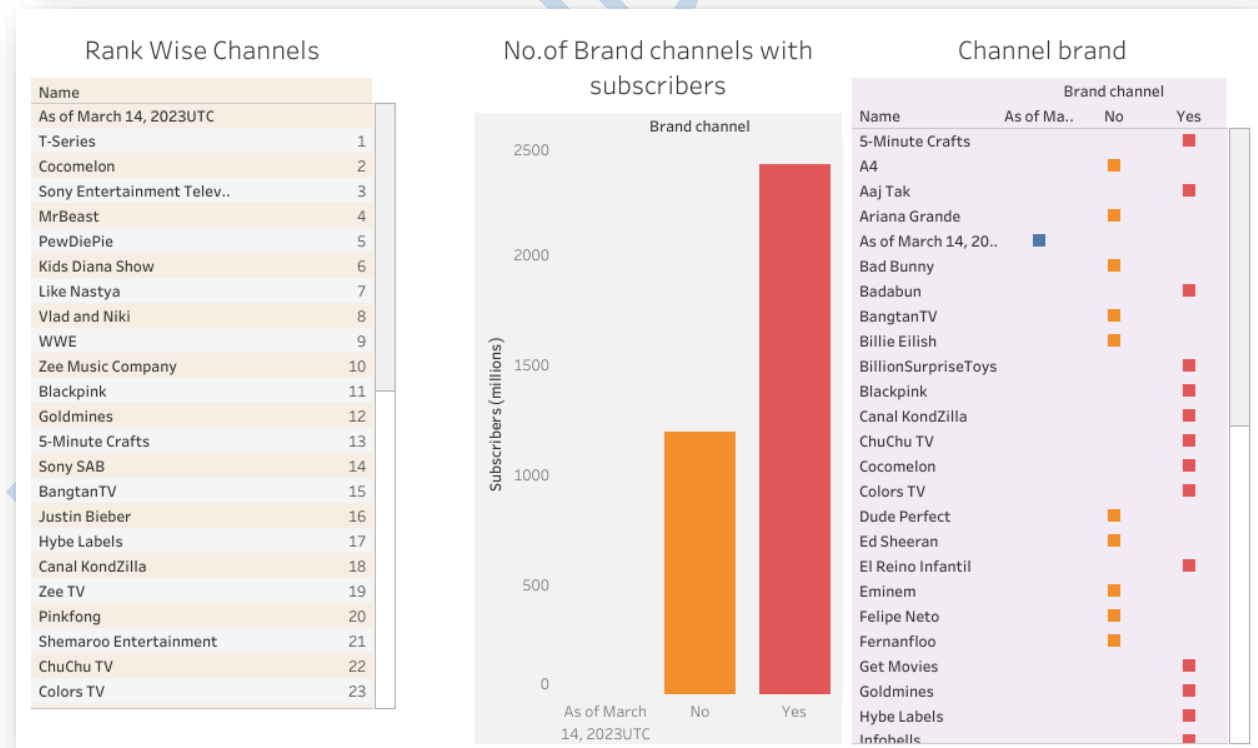 Rank Wise Channels
Name
As of March 14, 2023UTC
T-Series 1
Cocomelon 2
Sony Entertainment Telev.. 3
MrBeast 4
PewDiePie 5
Kids Diana Show 6
Like Nastya 7
Vlad and Niki 8
WWE 9
Zee Music Company 10
Blackpink 11
Goldmines 12
5-Minute Crafts 13
Sony SAB 14
BangtanTV 15
Justin Bieber 16
Hybe Labels 17
Canal KondZilla 18
Zee TV 19
Pinkfong 20
Shemaroo Entertainment 21
ChuChu TV 22
Colors TV 23
No.of Brand channels with
subscribers
Brand channel
Subscribers (millions)
2500
2000
1500
1000
500
0
As of March
14, 2023UTC
No
Yes
Channel brand
Brand channel
Name As of Ma.. No Yes
5-Minute Crafts
A4
Aaj Tak
Ariana Grande
As of March 14, 20..
Bad Bunny
Badabun
BangtanTV
Billie Eilish
BillionSurpriseToys
Blackpink
Canal KondZilla
ChuChu TV
Cocomelon
Colors TV
Dude Perfect
Ed Sheeran
El Reino Infantil
Eminem
Felipe Neto
Fernanfloo
Get Movies
Goldmines
Hybe Labels
Infobells